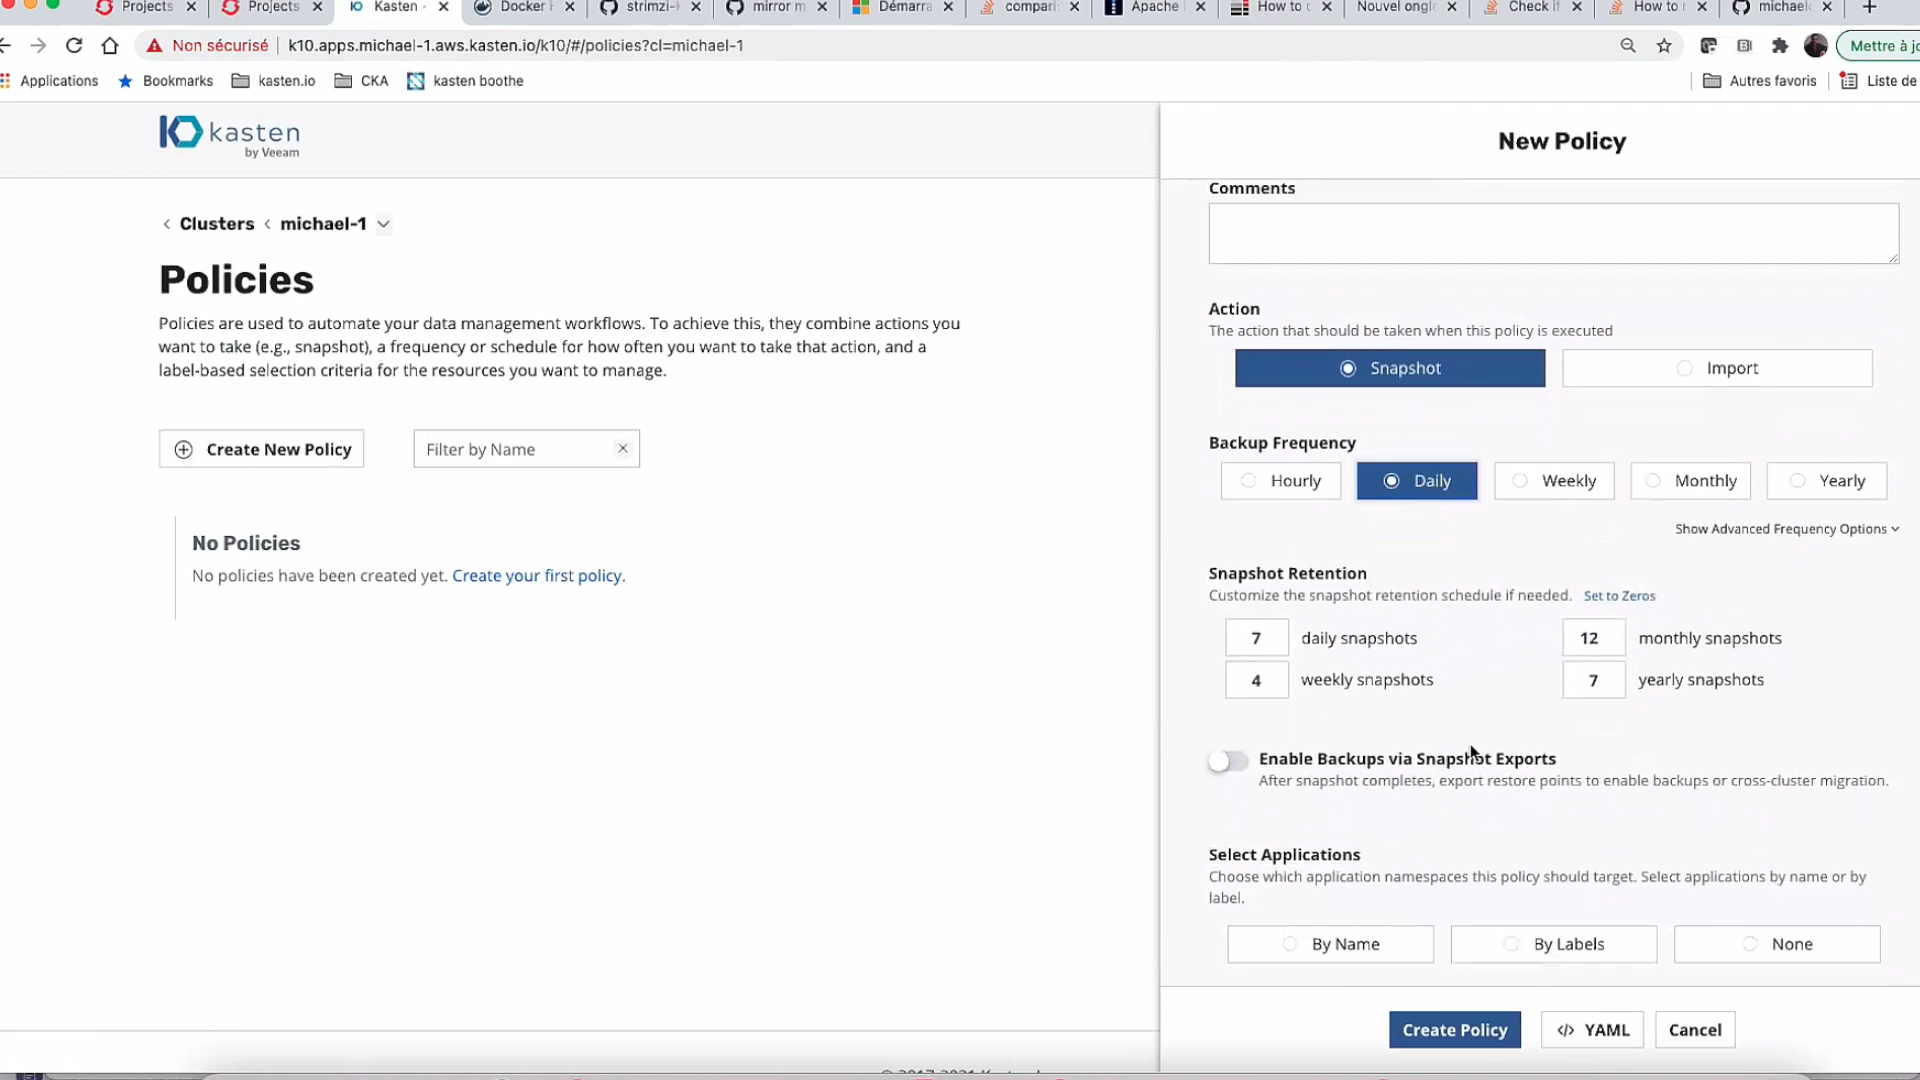 Projects × Projects × Kasten - × Docker × strimzi- × mirror m × Démarra × compari × Apache × How to × Nouvel ongl × Check if × How to × michael ×
Non sécurisé | k10.apps.michael-1.aws.kasten.io/k10/#/policies?cl=michael-1 Mettre à jo
Applications Bookmarks kasten.io CKA kasten boothe Autres favoris Liste de
kasten
by Veeam
Clusters michael-1
Policies
Policies are used to automate your data management workflows. To achieve this, they combine actions you
want to take (e.g., snapshot), a frequency or schedule for how often you want to take that action, and a
label-based selection criteria for the resources you want to manage.
Create New Policy Filter by Name ×
No Policies
No policies have been created yet. Create your first policy.
New Policy
Comments
Action
The action that should be taken when this policy is executed
Snapshot Import
Backup Frequency
Hourly Daily Weekly Monthly Yearly
Show Advanced Frequency Options
Snapshot Retention
Customize the snapshot retention schedule if needed. Set to Zeros
7 daily snapshots 12 monthly snapshots
4 weekly snapshots 7 yearly snapshots
Enable Backups via Snapshot Exports
After snapshot completes, export restore points to enable backups or cross-cluster migration.
Select Applications
Choose which application namespaces this policy should target. Select applications by name or by
label.
By Name By Labels None
Create Policy </> YAML Cancel